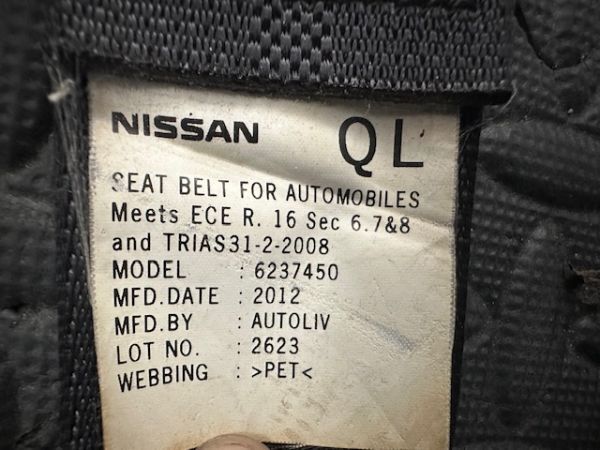 NISSAN QL
SEAT BELT FOR AUTOMOBILES
Meets ECE R. 16 Sec 6.7&8
and TRIAS31-2-2008
MODEL : 6237450
MFD.DATE : 2012
MFD.BY : AUTOLIV
LOT NO. : 2623
WEBBING : >PET<